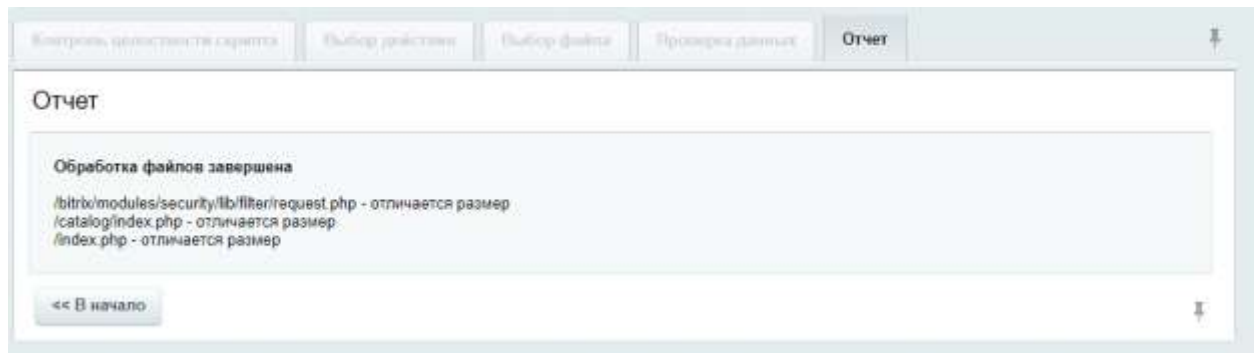 Контроль целостности скрипта Выбор действия Выбор файла Проверка данных Отчет
Отчет
Обработка файлов завершена
/bitrix/modules/security/lib/filter/request.php - отличается размер
/catalog/index.php - отличается размер
/index.php - отличается размер
<< В начало